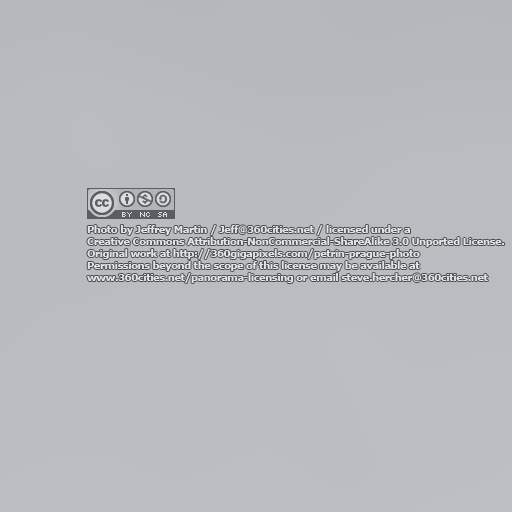 cc
BY NC SA
Photo by Jeffrey Martin / Jeff@360cities.net / licensed under a
Creative Commons Attribution-NonCommercial-ShareAlike 3.0 Unported License.
Original work at http://360gigapixels.com/petrin-prague-photo
Permissions beyond the scope of this license may be available at
www.360cities.net/panorama-licensing or email steve.hercher@360cities.net